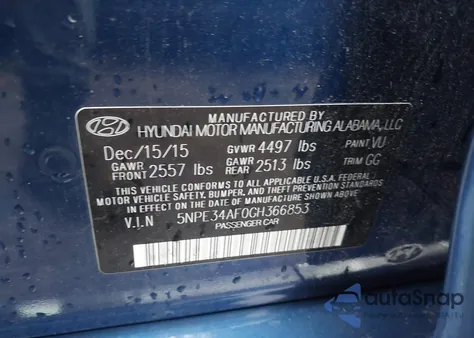 MANUFACTURED BY
HYUNDAI MOTOR MANUFACTURING ALABAMA, LLC
Dec/15/15 GVWR 4497 lbs PAINT VU
GAWR FRONT 2557 lbs GAWR REAR 2513 lbs TRIM GG
THIS VEHICLE CONFORMS TO ALL APPLICABLE FEDERAL
MOTOR VEHICLE SAFETY, BUMPER, AND THEFT PREVENTION STANDARDS
IN EFFECT ON THE DATE OF MANUFACTURE SHOWN ABOVE.
V.I.N 5NPE34AF0GH366853
PASSENGER CAR
autoSnap